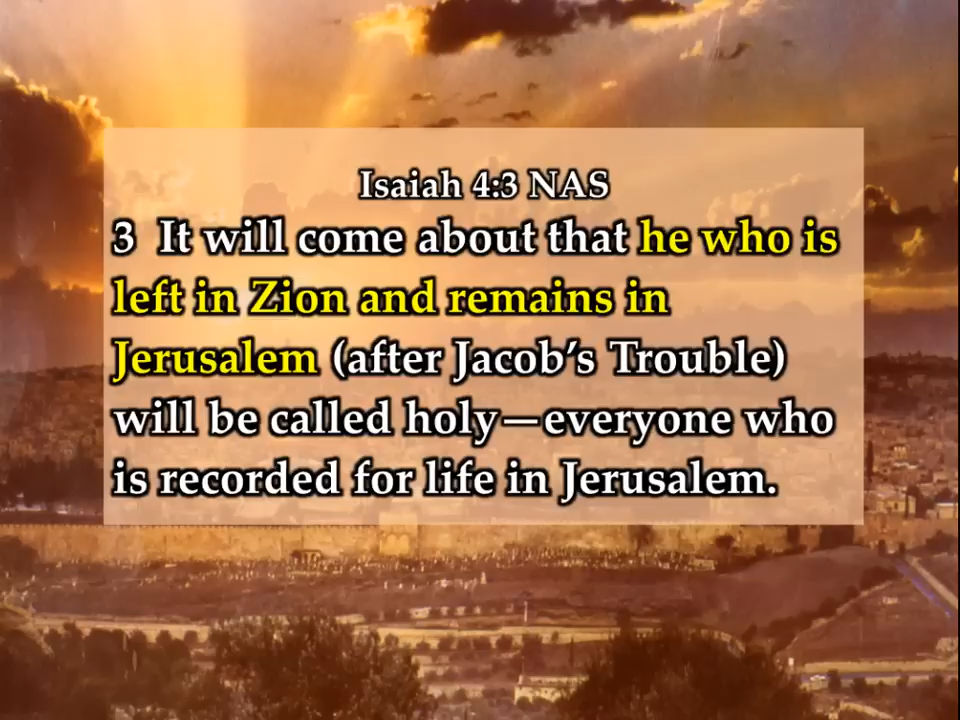 Isaiah 4:3 NAS
3 It will come about that he who is
left in Zion and remains in
Jerusalem (after Jacob’s Trouble)
will be called holy—everyone who
is recorded for life in Jerusalem.